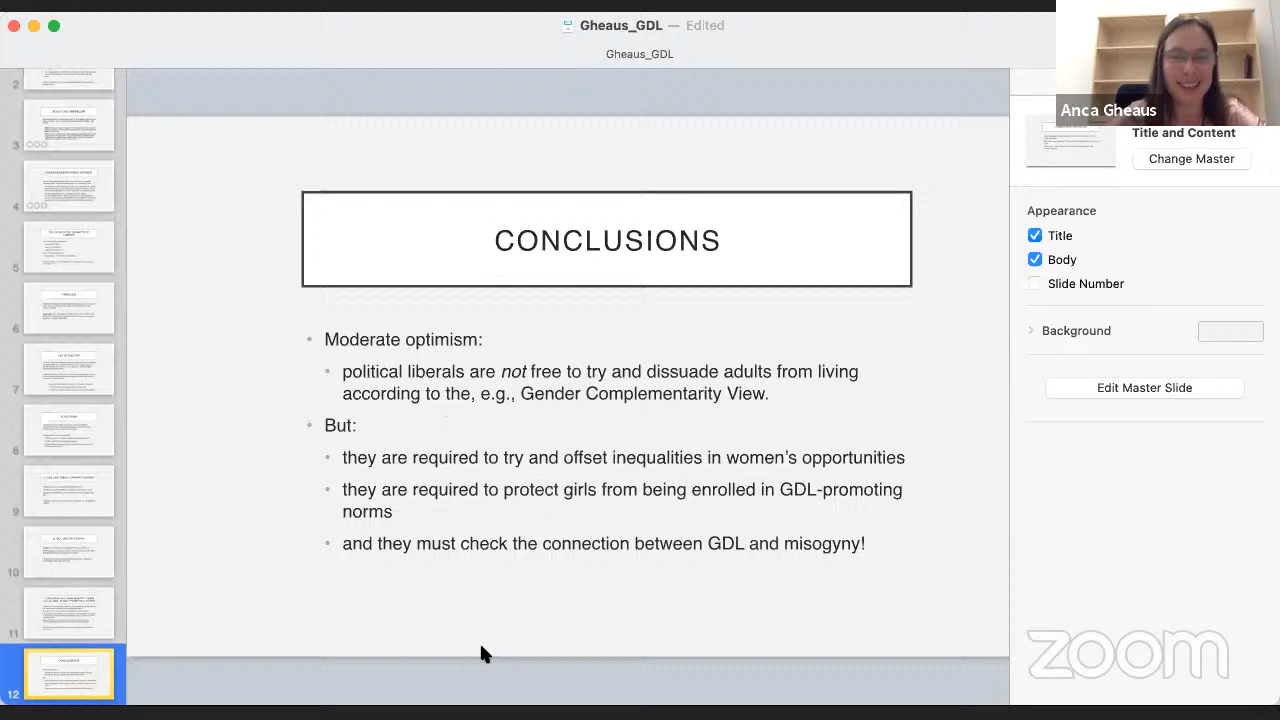 Gheaus_GDL — Edited
Gheaus_GDL
Anca Gheaus
Title and Content
Change Master
Appearance
Title
Body
Slide Number
Background
Edit Master Slide
2
3
4
5
6
7
8
9
10
11
12
CONCLUSIONS
• Moderate optimism:
• political liberals are not free to try and dissuade adults from living
according to the, e.g., Gender Complementarity View.
• But:
• they are required to try and offset inequalities in women's opportunities
• they are required to protect girls from being enrolled in GDL-promoting
norms
• and they must check the connection between GDL and misogyny!
zoom